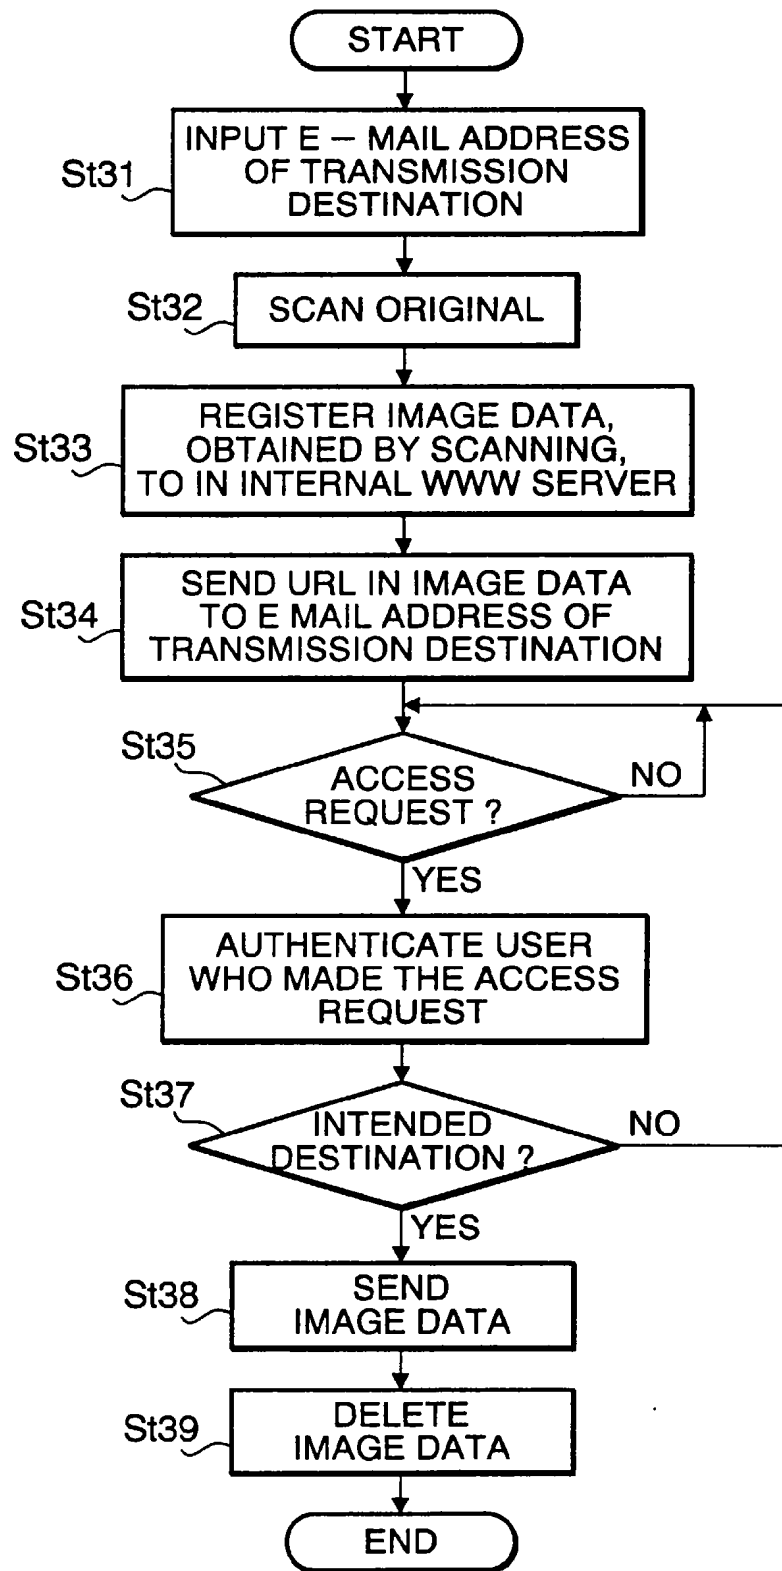 START
INPUT E – MAIL ADDRESS
OF TRANSMISSION
DESTINATION
St31
SCAN ORIGINAL
St32
REGISTER IMAGE DATA,
OBTAINED BY SCANNING,
TO IN INTERNAL WWW SERVER
St33
SEND URL IN IMAGE DATA
TO E MAIL ADDRESS OF
TRANSMISSION DESTINATION
St34
St35
ACCESS
REQUEST ?
NO
YES
AUTHENTICATE USER
WHO MADE THE ACCESS
REQUEST
St36
St37
INTENDED
DESTINATION ?
NO
YES
SEND
IMAGE DATA
St38
DELETE
IMAGE DATA
St39
END